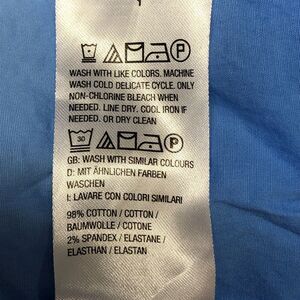 WASH WITH LIKE COLORS. MACHINE
WASH COLD DELICATE CYCLE. ONLY
NON-CHLORINE BLEACH WHEN
NEEDED. LINE DRY. COOL IRON IF
NEEDED. OR DRY CLEAN
30
GB: WASH WITH SIMILAR COLOURS
D: MIT ÄHNLICHEN FARBEN
WASCHEN
I: LAVARE CON COLORI SIMILARI
98% COTTON / COTTON /
BAUMWOLLE / COTONE
2% SPANDEX / ELASTANE /
ELASTHAN / ELASTAN